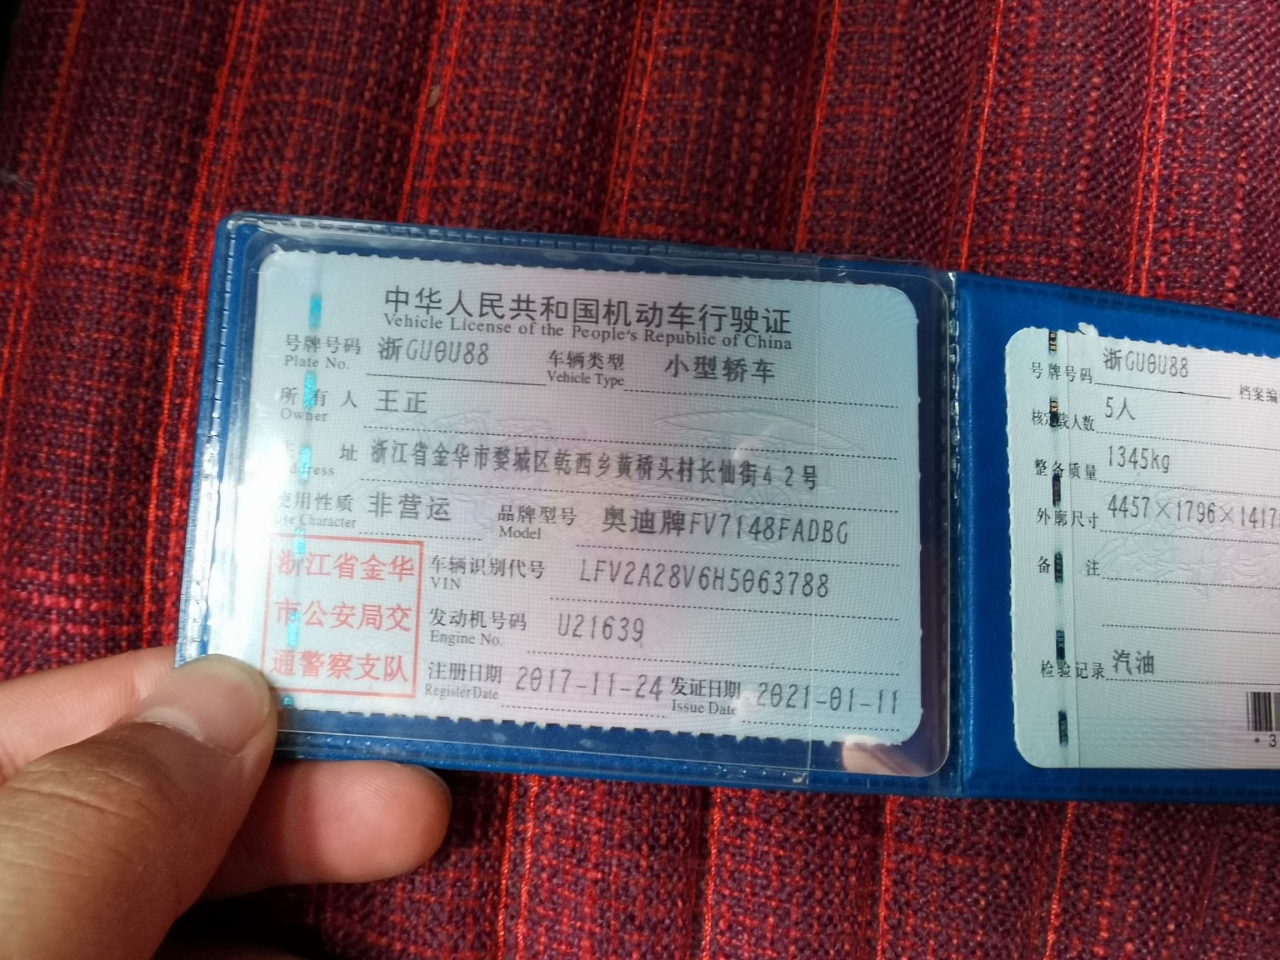 中华人民共和国机动车行驶证
Vehicle License of the People's Republic of China
号牌号码 浙GU0U88 车辆类型 小型轿车
Plate No. Vehicle Type
所有人 王正
Owner
址 浙江省金华市婺城区乾西乡黄桥头村长仙街42号
Address
使用性质 非营运 品牌型号 奥迪牌FV7148FADBG
Use Character Model
浙江省金华
市公安局交
通警察支队
车辆识别代号 LFV2A28V6H5063788
VIN
发动机号码 U21639
Engine No.
注册日期 2017-11-24 发证日期 2021-01-11
Register Date Issue Date
号牌号码 浙GU0U88 档案编
核定载人数 5人
整备质量 1345kg
外廓尺寸 4457×1796×1417
备注
检验记录 汽油
*3